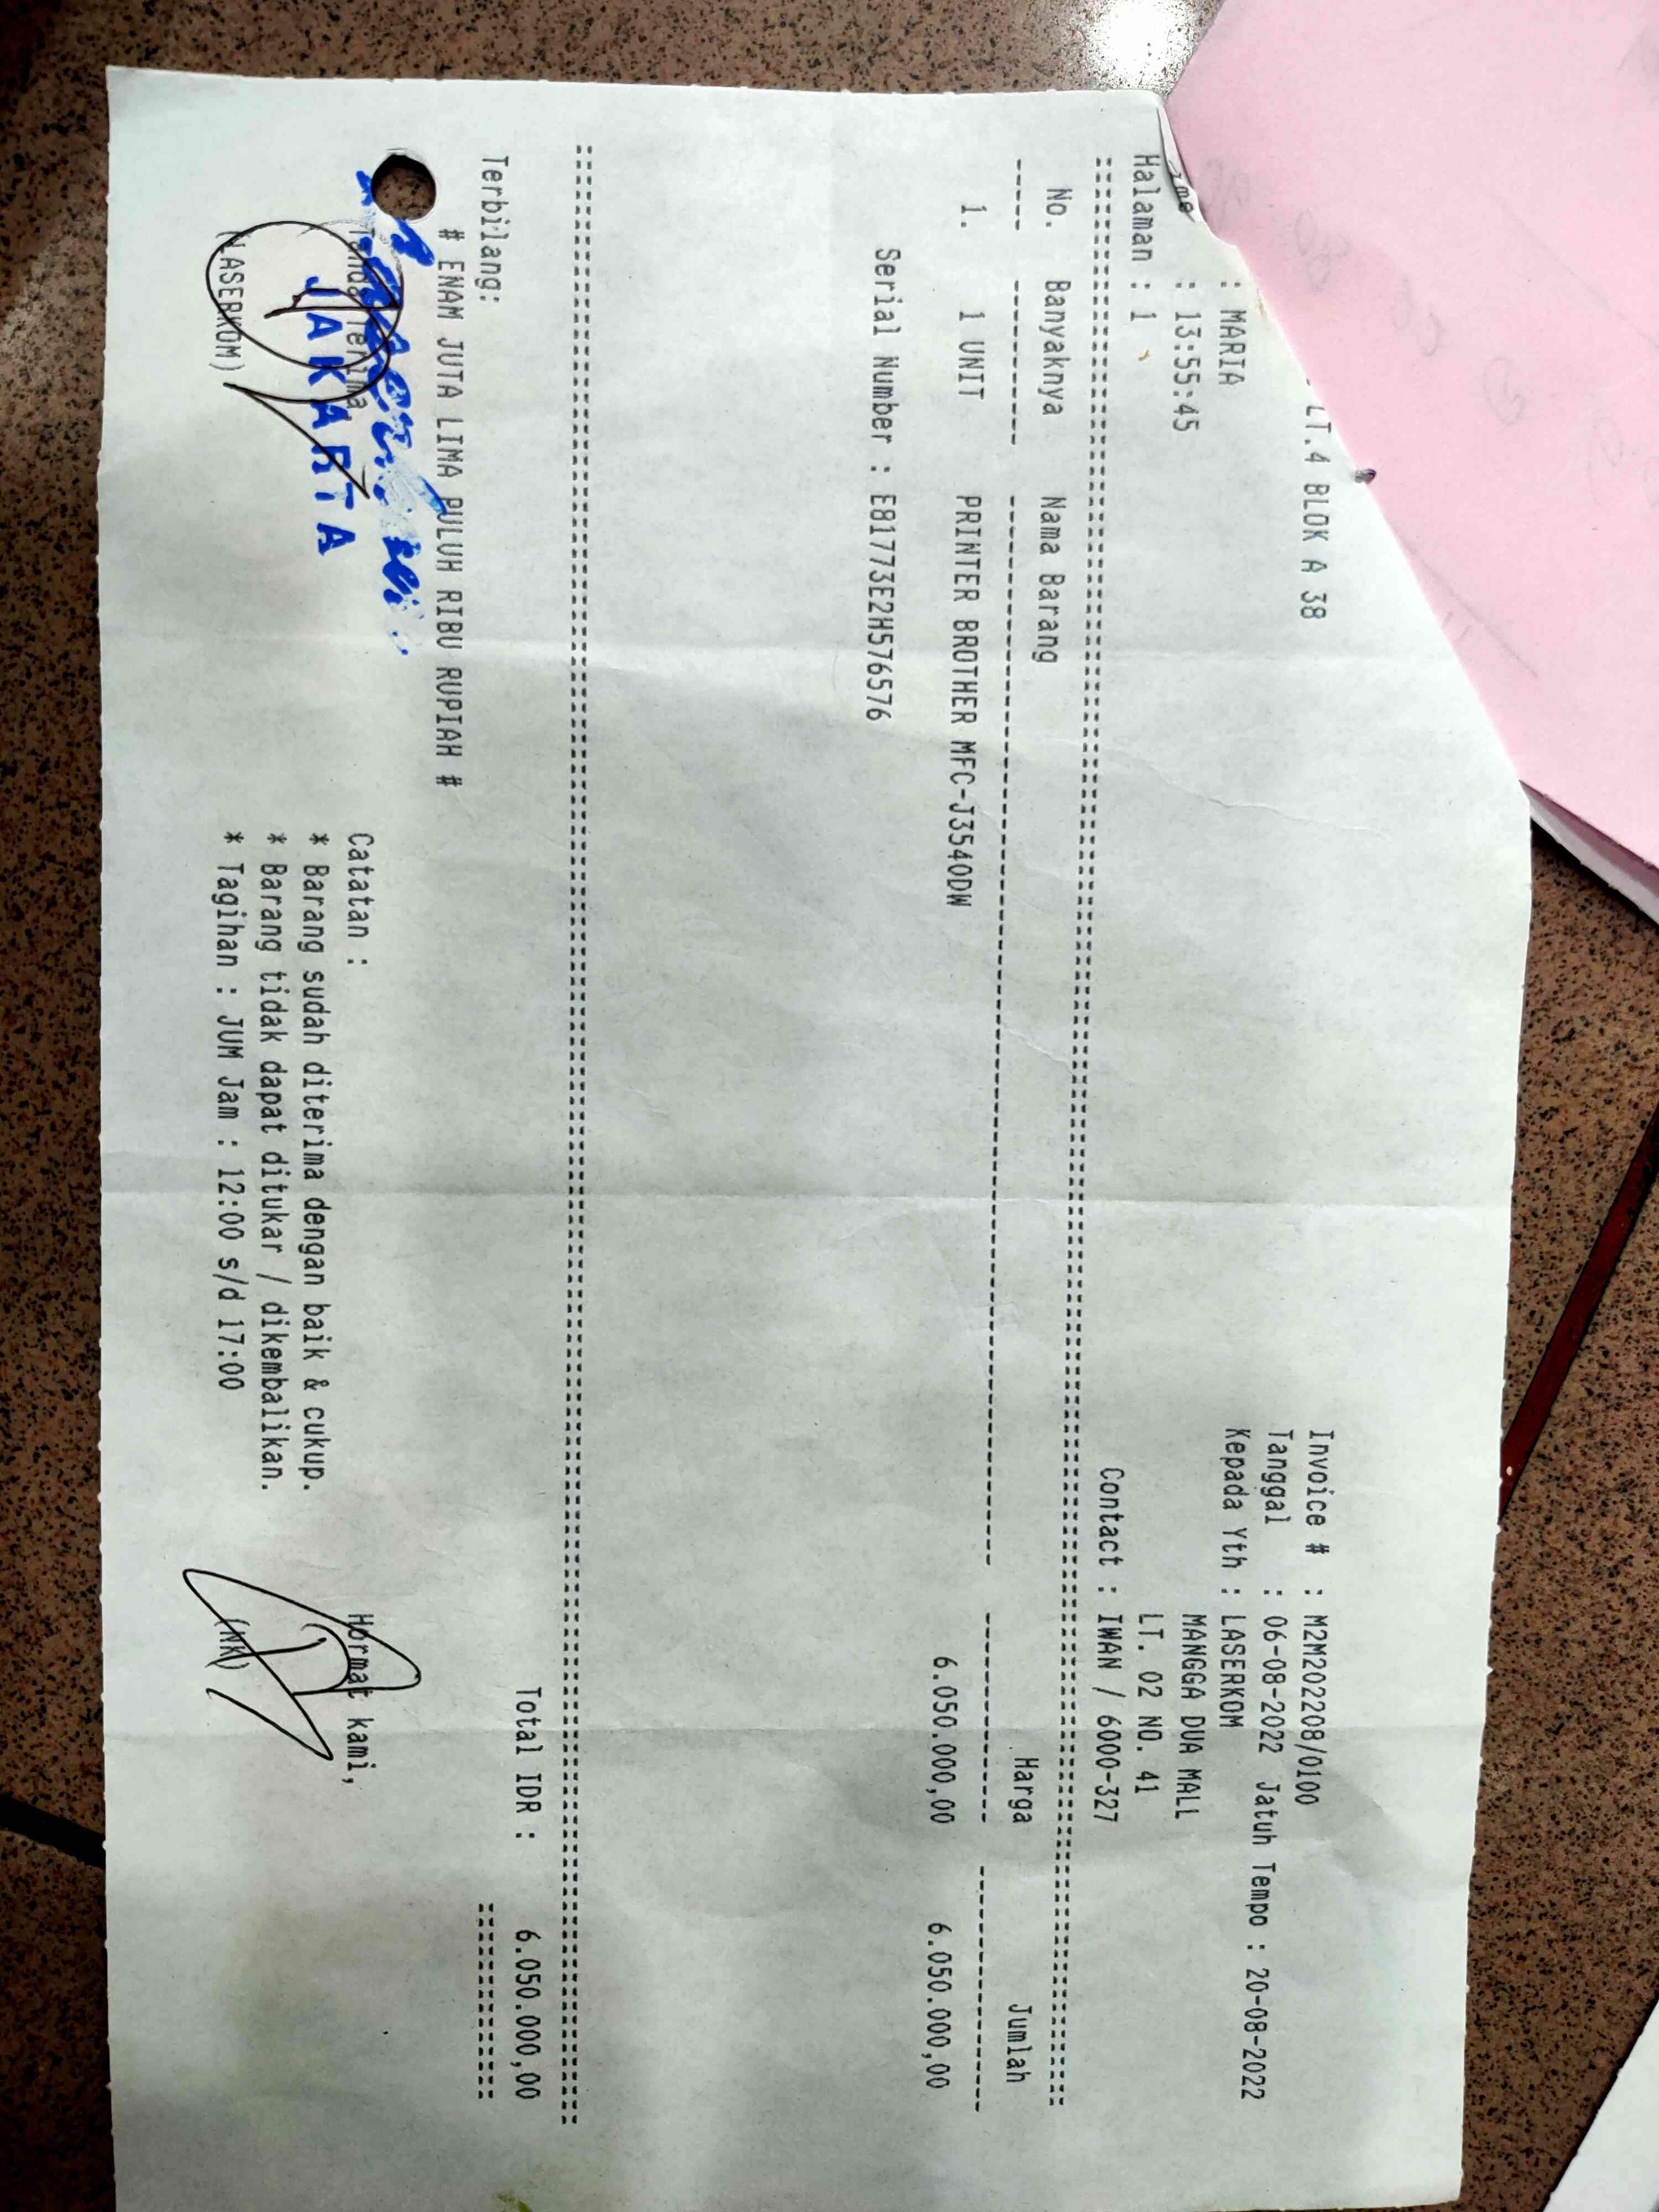 LT.4 BLOK A 38
Invoice # : M2M202208/0100
Tanggal : 06-08-2022 Jatuh Tempo : 20-08-2022
: MARIA
Kepada Yth : LASERKOM
: 13:55:45
MANGGA DUA MALL
Halaman : 1
LT. 02 NO. 41
Contact : IWAN / 6000-327
No. Banyaknya Nama Barang Harga Jumlah
1. 1 UNIT PRINTER BROTHER MFC-J3540DW 6.050.000,00 6.050.000,00
Serial Number : E81773E2H576576
Terbilang: Total IDR : 6.050.000,00
# ENAM JUTA LIMA PULUH RIBU RUPIAH #
Tanda Terima
Catatan :
Hormat kami,
JAKARTA
* Barang sudah diterima dengan baik & cukup.
* Barang tidak dapat ditukar / dikembalikan.
(LASERKOM)
* Tagihan : JUM Jam : 12:00 s/d 17:00
(NK)